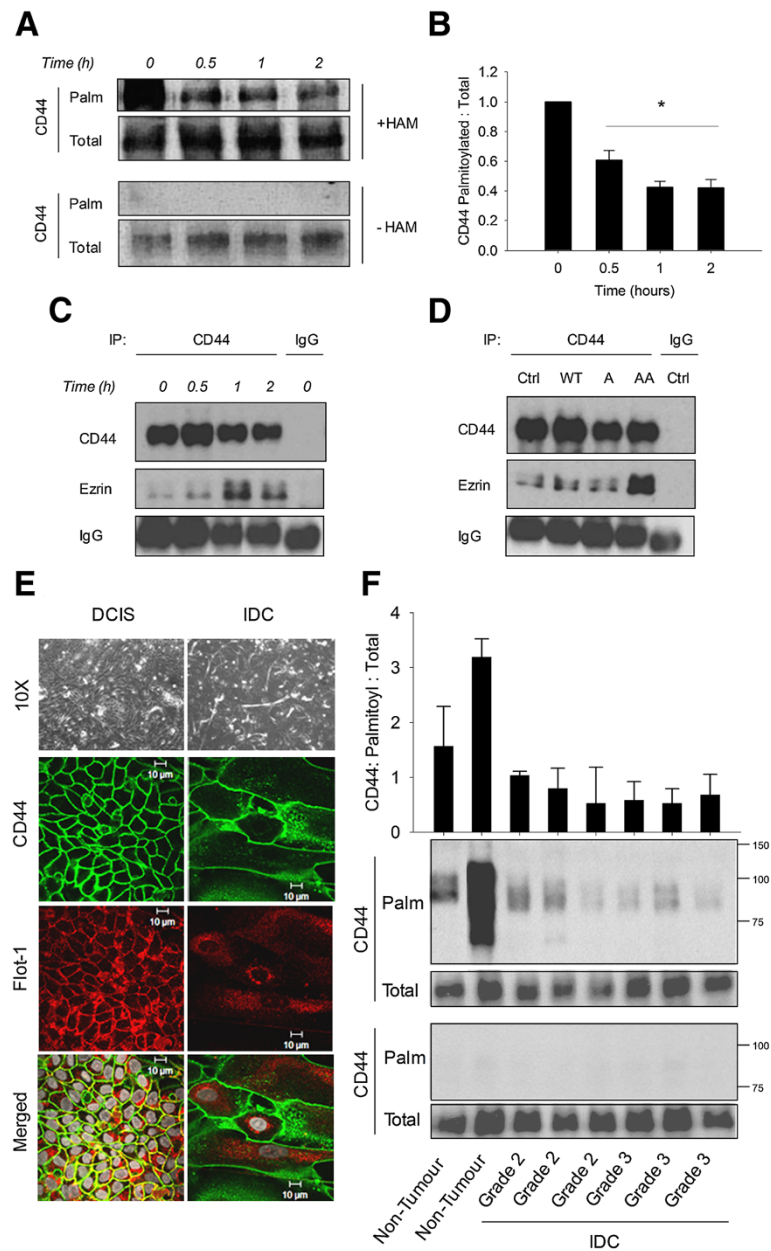 A
Time (h) 0 0.5 1 2
CD44 Palm
Total
+HAM
CD44 Palm
Total
- HAM
B
CD44 Palmitoylated : Total
1.2
1.0
0.8
0.6
0.4
0.2
0.0
*
0 0.5 1 2
Time (hours)
C
IP: CD44 IgG
Time (h) 0 0.5 1 2 0
CD44
Ezrin
IgG
D
IP: CD44 IgG
Ctrl WT A AA Ctrl
CD44
Ezrin
IgG
E
DCIS IDC
10X
CD44
10 µm 10 µm
Flot-1
10 µm 10 µm
Merged
10 µm 10 µm
F
CD44: Palmitoyl : Total
4
3
2
1
0
CD44 Palm
150
100
75
Total
CD44 Palm
100
75
Total
Non-Tumour Non-Tumour Grade 2 Grade 2 Grade 2 Grade 3 Grade 3 Grade 3
IDC